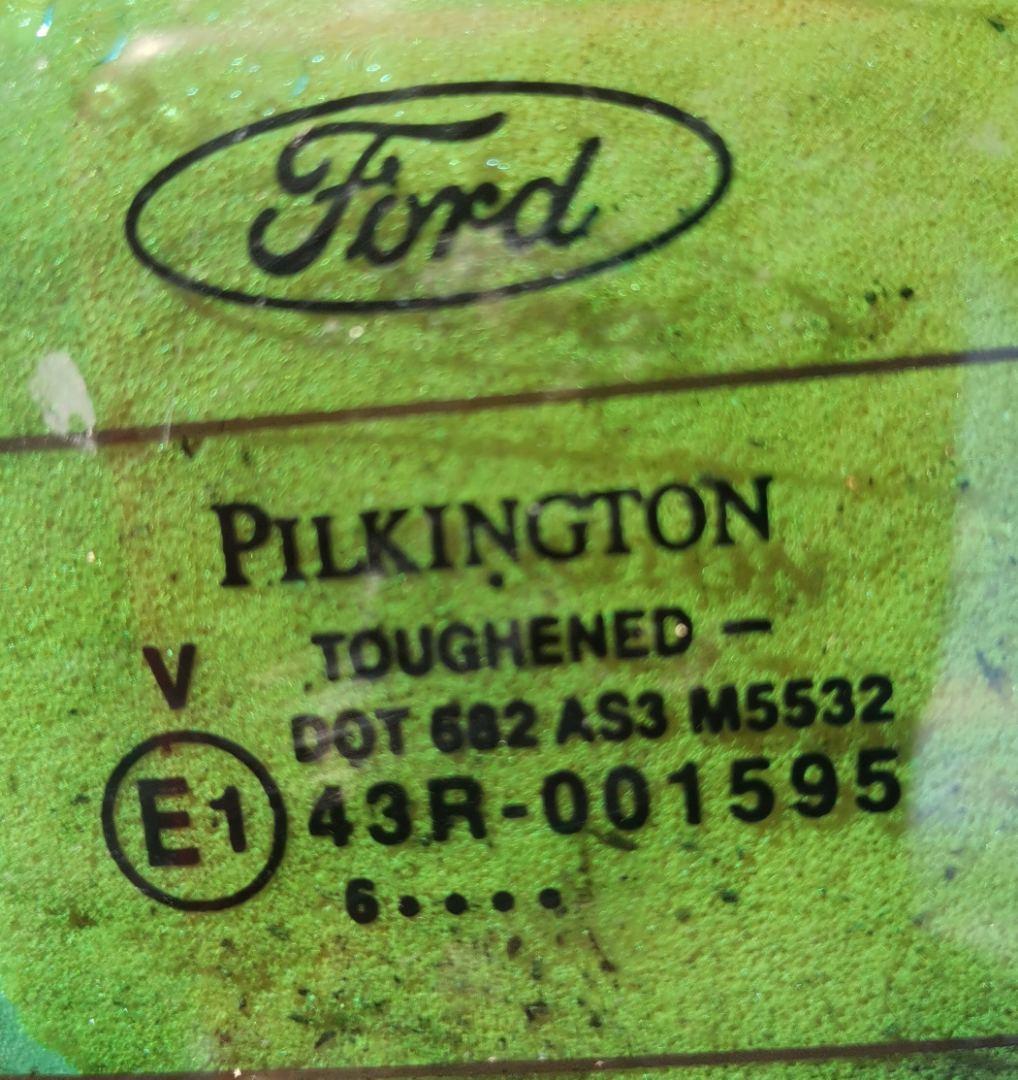 Ford
PILKINGTON
TOUGHENED –
V
DOT 682 AS3 M5532
E1 43R-001595
6••••